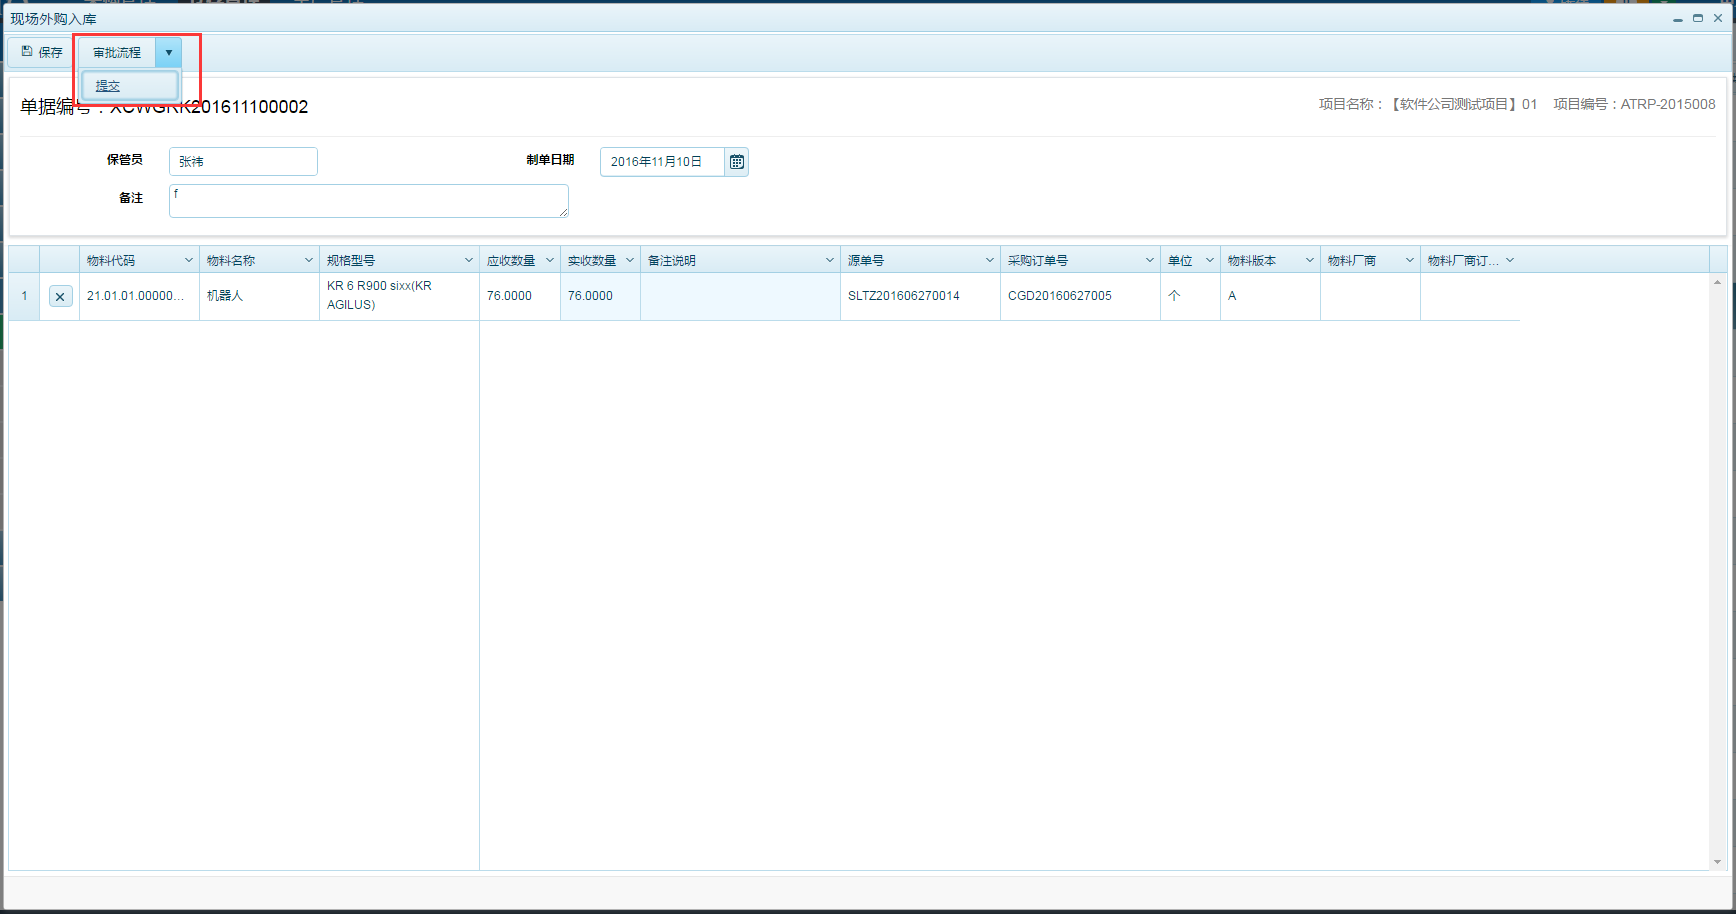 现场外购入库
保存 审批流程
提交
单据编号：XCWGRK201611100002
项目名称：【软件公司测试项目】01 项目编号：ATRP-2015008
保管员 张祎 制单日期 2016年11月10日
备注 f
物料代码 物料名称 规格型号 应收数量 实收数量 备注说明 源单号 采购订单号 单位 物料版本 物料厂商 物料厂商订...
1 21.01.01.00000... 机器人 KR 6 R900 sixx(KR 76.0000 76.0000 SLTZ201606270014 CGD20160627005 个 A
AGILUS)